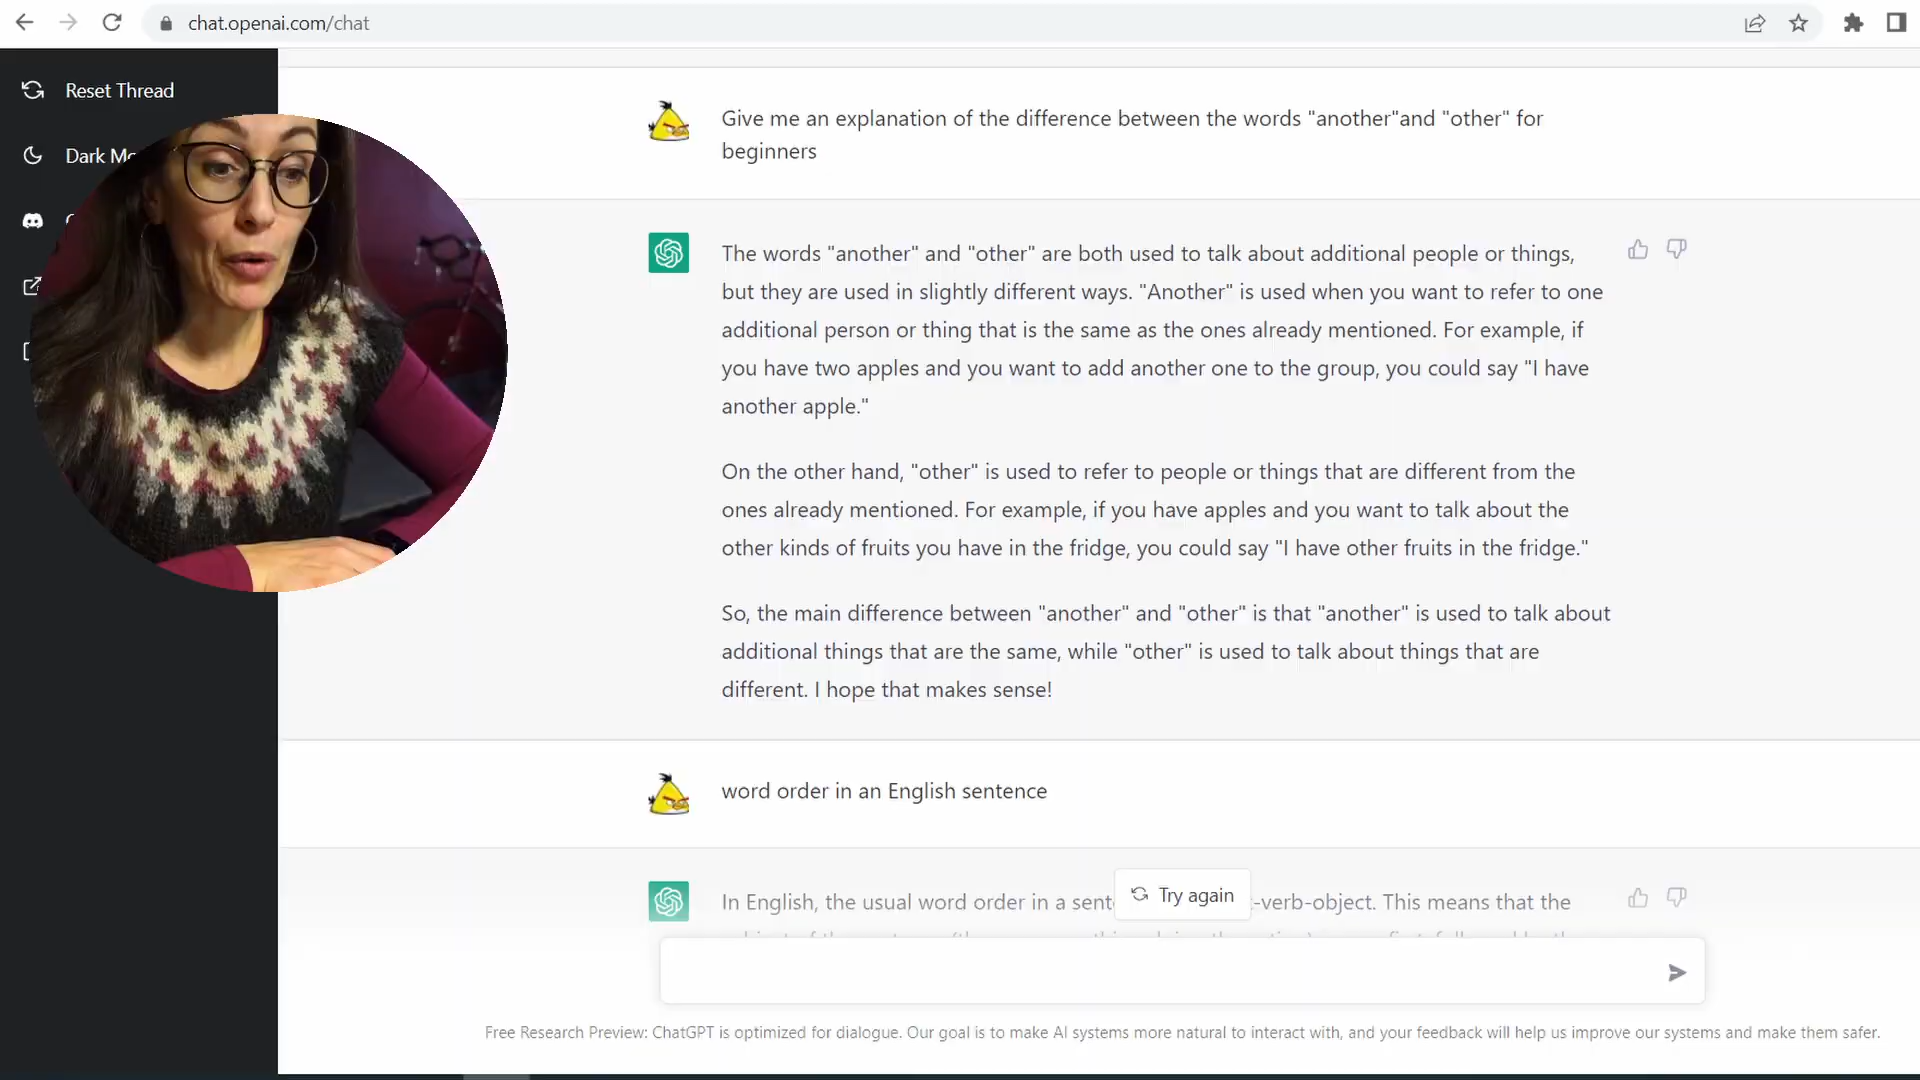 chat.openai.com/chat
Reset Thread
Dark
Give me an explanation of the difference between the words "another"and "other" for
beginners
The words "another" and "other" are both used to talk about additional people or things,
but they are used in slightly different ways. "Another" is used when you want to refer to one
additional person or thing that is the same as the ones already mentioned. For example, if
you have two apples and you want to add another one to the group, you could say "I have
another apple."
On the other hand, "other" is used to refer to people or things that are different from the
ones already mentioned. For example, if you have apples and you want to talk about the
other kinds of fruits you have in the fridge, you could say "I have other fruits in the fridge."
So, the main difference between "another" and "other" is that "another" is used to talk about
additional things that are the same, while "other" is used to talk about things that are
different. I hope that makes sense!
word order in an English sentence
In English, the usual word order in a -verb-object. This means that the
Try again
Free Research Preview: ChatGPT is optimized for dialogue. Our goal is to make AI systems more natural to interact with, and your feedback will help us improve our systems and make them safer.